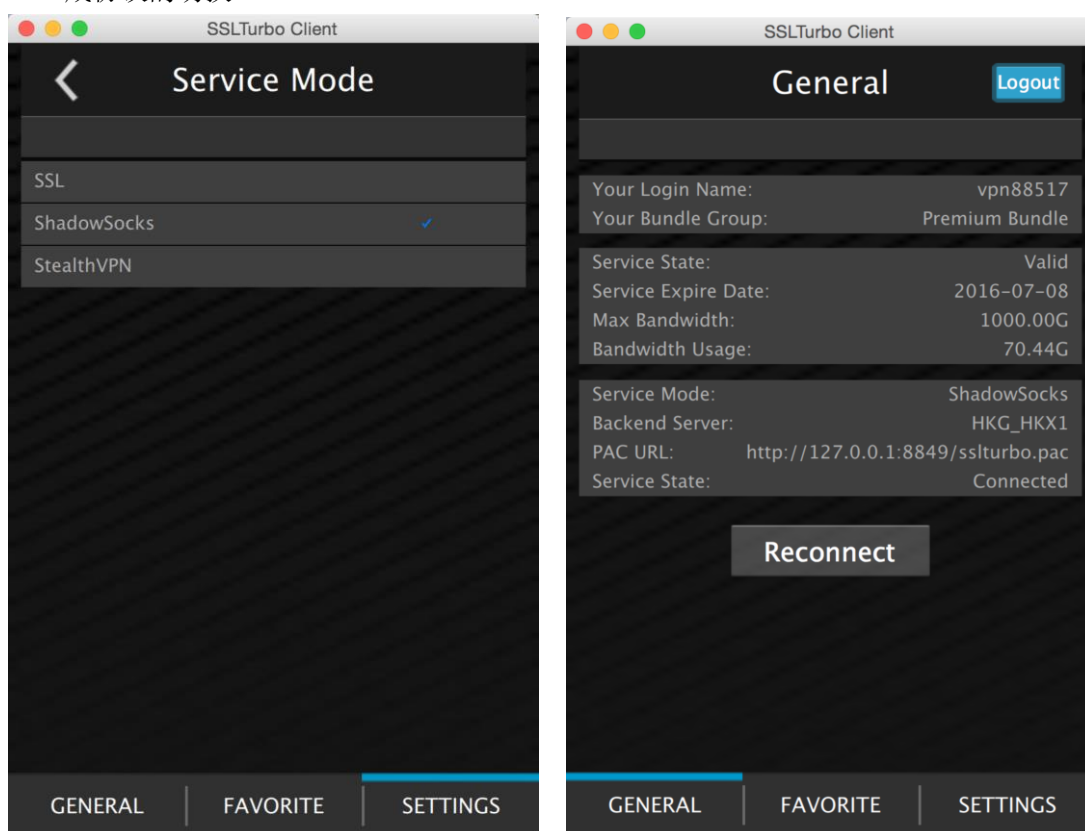 SSLTurbo Client
Service Mode
SSL
ShadowSocks
StealthVPN
GENERAL
FAVORITE
SETTINGS
SSLTurbo Client
General
Logout
Your Login Name: vpn88517
Your Bundle Group: Premium Bundle
Service State: Valid
Service Expire Date: 2016-07-08
Max Bandwidth: 1000.00G
Bandwidth Usage: 70.44G
Service Mode: ShadowSocks
Backend Server: HKG_HKX1
PAC URL: http://127.0.0.1:8849/sslturbo.pac
Service State: Connected
Reconnect
GENERAL
FAVORITE
SETTINGS